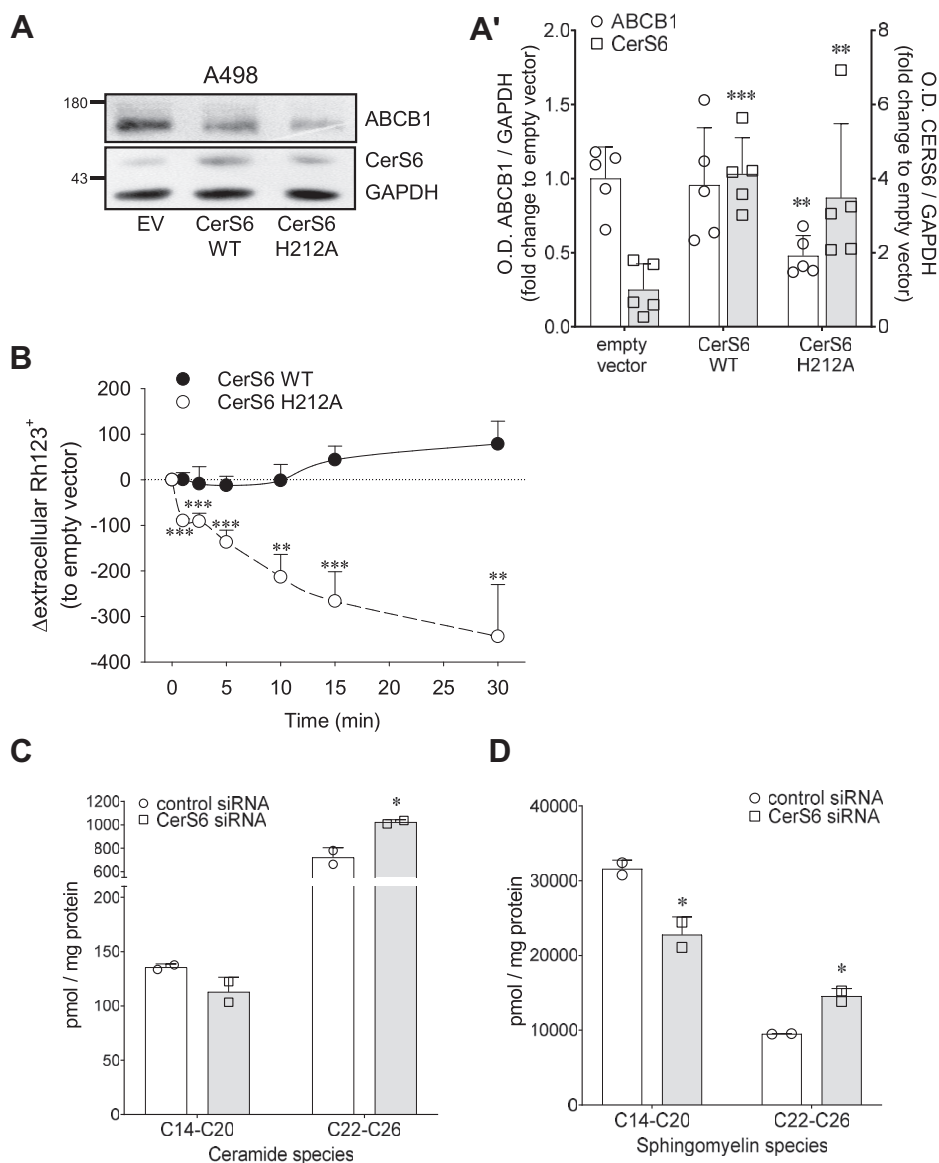 A
A498
180
ABCB1
CerS6
43
GAPDH
EV
CerS6
WT
CerS6
H212A
A'
ABCB1
CerS6
O.D. ABCB1 / GAPDH
(fold change to empty vector)
2.0
1.5
1.0
0.5
0.0
**
***
**
8
6
4
2
0
O.D. CERS6 / GAPDH
(fold change to empty vector)
empty
vector
CerS6
WT
CerS6
H212A
B
CerS6 WT
CerS6 H212A
Δextracellular Rh123+
(to empty vector)
200
100
0
-100
-200
-300
-400
***
***
***
**
***
**
0 5 10 15 20 25 30
Time (min)
C
control siRNA
CerS6 siRNA
pmol / mg protein
1200
1000
800
600
200
150
100
50
0
*
C14-C20
C22-C26
Ceramide species
D
control siRNA
CerS6 siRNA
pmol / mg protein
40000
30000
20000
10000
0
*
*
C14-C20
C22-C26
Sphingomyelin species